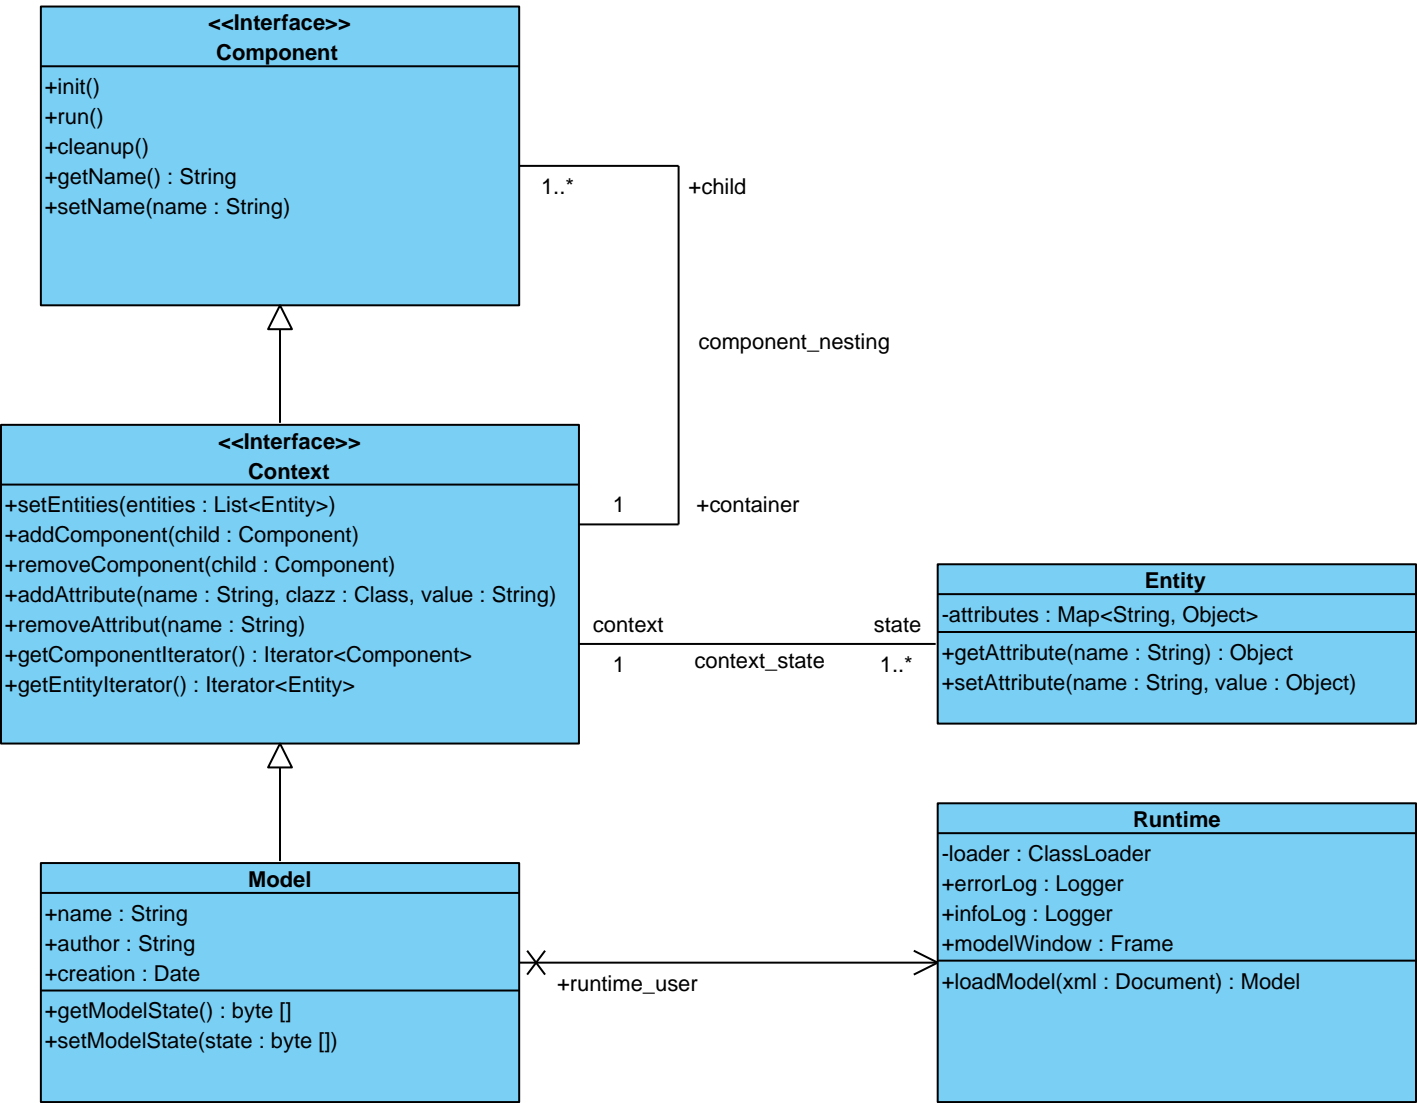 <<Interface>>
Component
+init()
+run()
+cleanup()
+getName() : String
+setName(name : String)
1..*
+child
component_nesting
<<Interface>>
Context
+setEntities(entities : List<Entity>)
+addComponent(child : Component)
+removeComponent(child : Component)
+addAttribute(name : String, clazz : Class, value : String)
+removeAttribut(name : String)
+getComponentIterator() : Iterator<Component>
+getEntityIterator() : Iterator<Entity>
1
+container
context
state
1
context_state
1..*
Entity
-attributes : Map<String, Object>
+getAttribute(name : String) : Object
+setAttribute(name : String, value : Object)
Model
+name : String
+author : String
+creation : Date
+getModelState() : byte []
+setModelState(state : byte [])
+runtime_user
Runtime
-loader : ClassLoader
+errorLog : Logger
+infoLog : Logger
+modelWindow : Frame
+loadModel(xml : Document) : Model